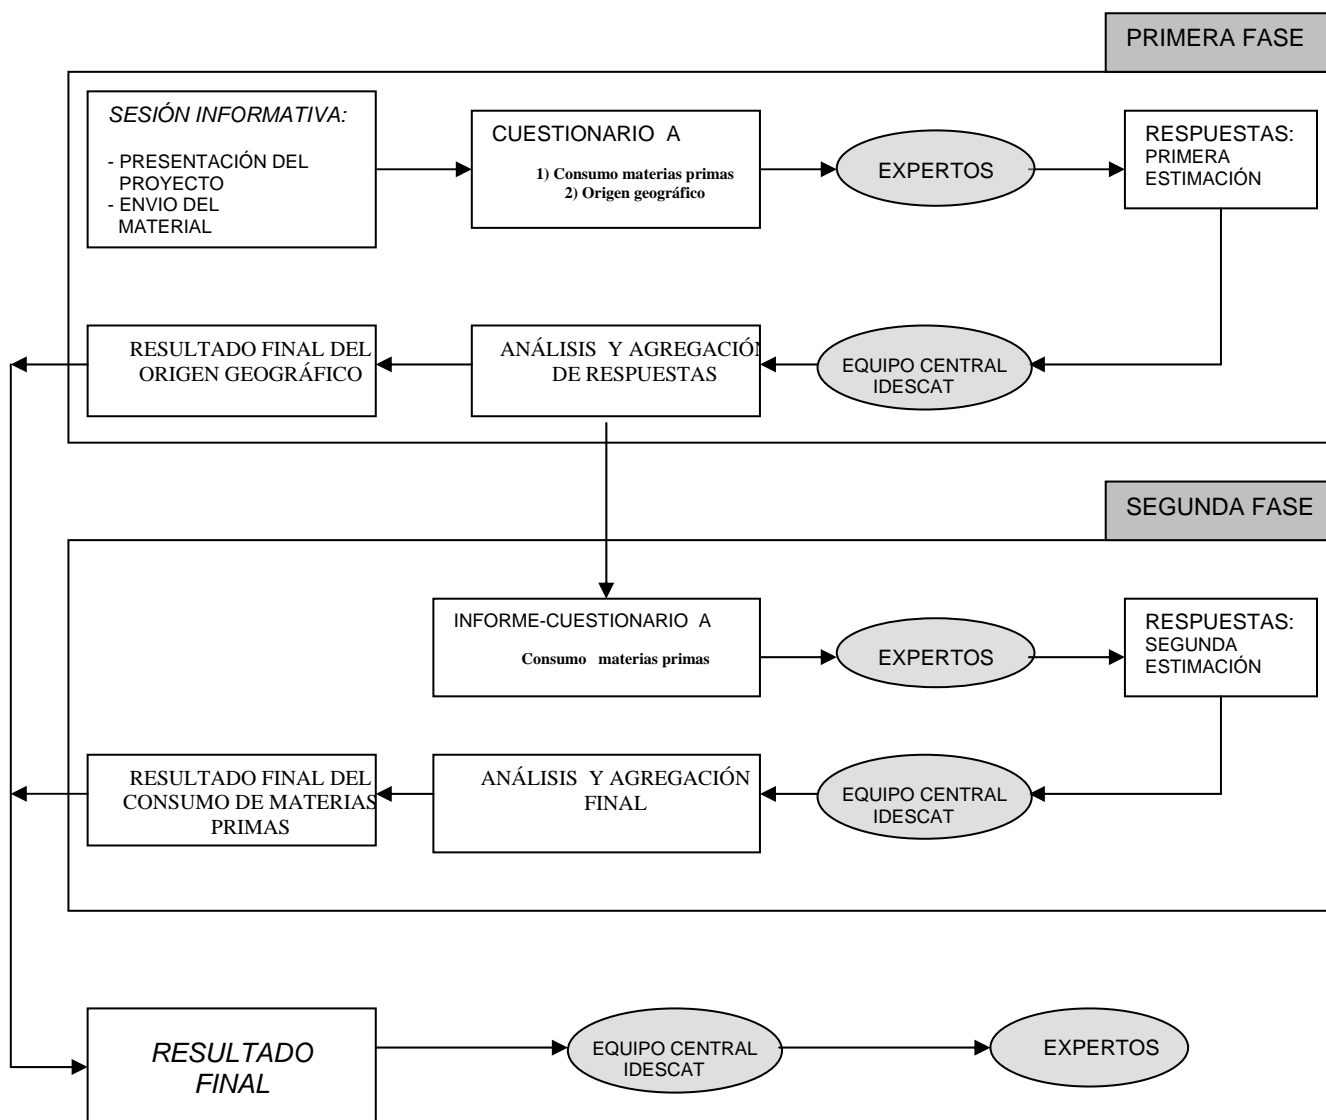 PRIMERA FASE
SESIÓN INFORMATIVA:
- PRESENTACIÓN DEL
PROYECTO
- ENVIO DEL
MATERIAL
CUESTIONARIO A
1) Consumo materias primas
2) Origen geográfico
EXPERTOS
RESPUESTAS:
PRIMERA
ESTIMACIÓN
RESULTADO FINAL DEL
ORIGEN GEOGRÁFICO
ANÁLISIS Y AGREGACIÓN
DE RESPUESTAS
EQUIPO CENTRAL
IDESCAT
SEGUNDA FASE
INFORME-CUESTIONARIO A
Consumo materias primas
EXPERTOS
RESPUESTAS:
SEGUNDA
ESTIMACIÓN
RESULTADO FINAL DEL
CONSUMO DE MATERIAS
PRIMAS
ANÁLISIS Y AGREGACIÓN
FINAL
EQUIPO CENTRAL
IDESCAT
RESULTADO
FINAL
EQUIPO CENTRAL
IDESCAT
EXPERTOS